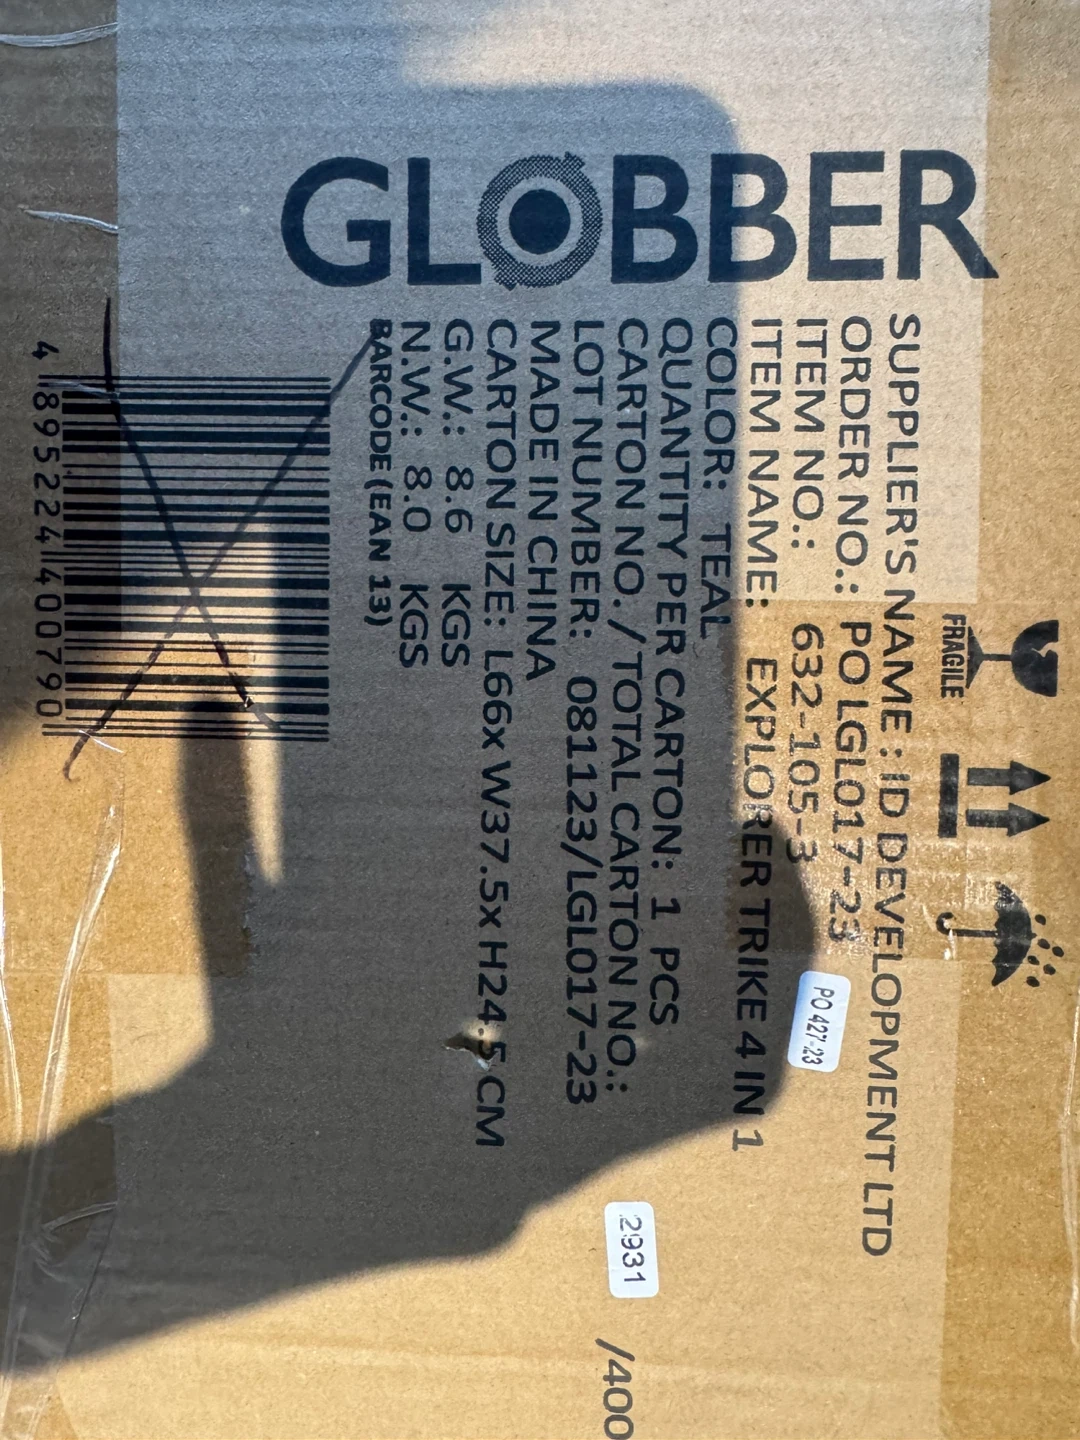 GLOBBER
FRAGILE
SUPPLIER'S NAME : ID DEVELOPMENT LTD
ORDER NO.: PO LGL017-23
PO 427-23
ITEM NO.: 632-105-3
ITEM NAME: EXPLORER TRIKE 4 IN 1
COLOR: TEAL
QUANTITY PER CARTON: 1 PCS
CARTON NO. / TOTAL CARTON NO.: 2931 /400
LOT NUMBER: 081123/LGL017-23
MADE IN CHINA
CARTON SIZE: L66x W37.5x H24.5 CM
G.W.: 8.6 KGS
N.W.: 8.0 KGS
BARCODE (EAN 13)
4 895224 400790